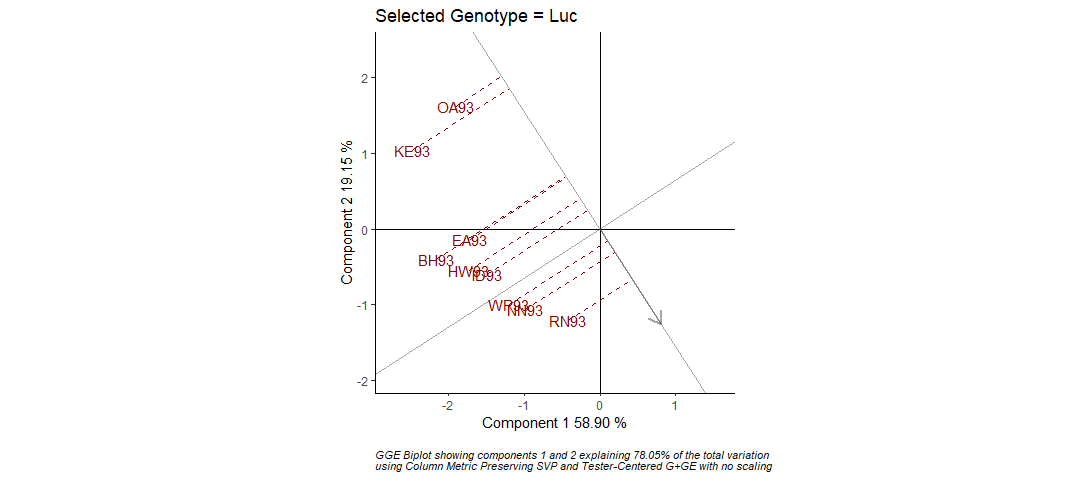 Selected Genotype = Luc
2
1
0
-1
-2
Component 2 19.15 %
OA93
KE93
EA93
BH93
HW93
ID93
WP93
NN93
RN93
-2
-1
0
1
Component 1 58.90 %
GGE Biplot showing components 1 and 2 explaining 78.05% of the total variation
using Column Metric Preserving SVP and Tester-Centered G+GE with no scaling